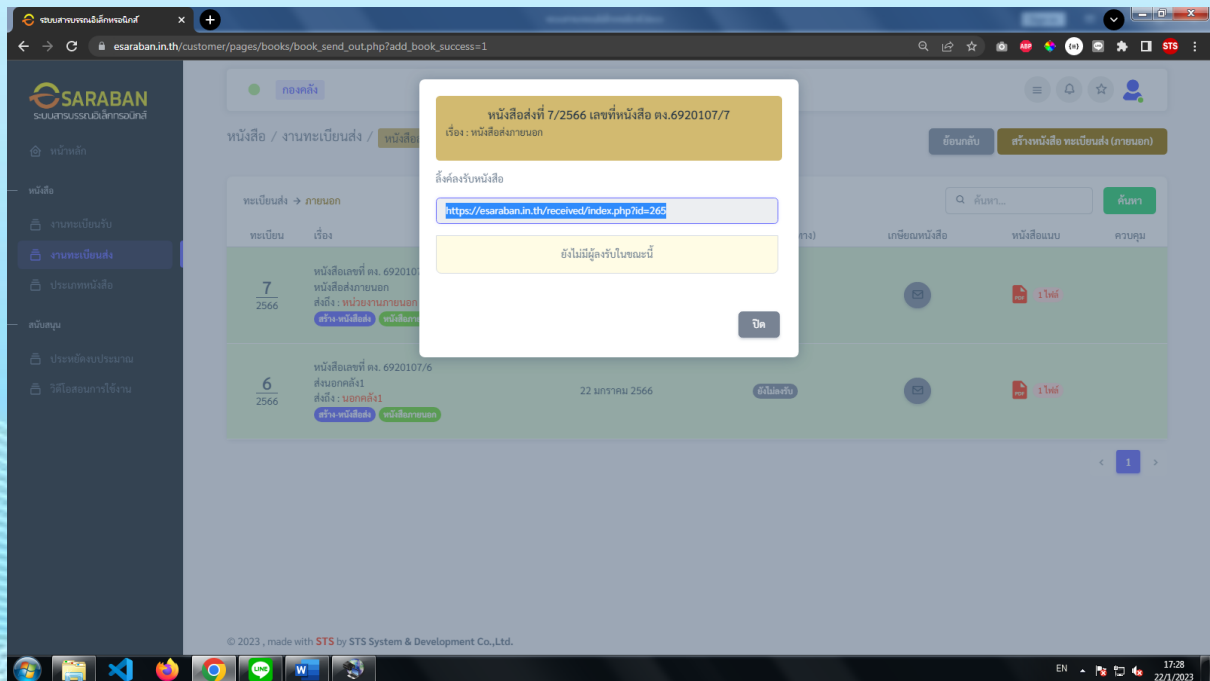 ระบบสารบรรณอิเล็กทรอนิกส์
esaraban.in.th/customer/pages/books/book_send_out.php?add_book_success=1
ABP
STS
SARABAN
ระบบสารบรรณอิเล็กทรอนิกส์
กองคลัง
หน้าหลัก
หนังสือ
งานทะเบียนรับ
งานทะเบียนส่ง
ประเภทหนังสือ
สนับสนุน
ประหยัดงบประมาณ
วิดีโอสอนการใช้งาน
หนังสือ / งานทะเบียนส่ง /
ย้อนกลับ
สร้างหนังสือ ทะเบียนส่ง (ภายนอก)
หนังสือส่งที่ 7/2566 เลขที่หนังสือ ตง.6920107/7
เรื่อง : หนังสือส่งภายนอก
ลิ้งค์ลงรับหนังสือ
https://esaraban.in.th/received/index.php?id=265
ยังไม่มีผู้ลงรับในขณะนี้
ปิด
ทะเบียนส่ง → ภายนอก
ค้นหา...
ค้นหา
ทะเบียน เรื่อง เกษียณหนังสือ หนังสือแนบ ควบคุม
7
2566
หนังสือเลขที่ ตง. 692010
หนังสือส่งภายนอก
ส่งถึง : หน่วยงานภายนอก
สร้าง-หนังสือส่ง
PDF 1 ไฟล์
6
2566
หนังสือเลขที่ ตง. 6920107/6
ส่งนอกคลัง1
ส่งถึง : นอกคลัง1
สร้าง-หนังสือส่ง หนังสือภายนอก
22 มกราคม 2566
ยังไม่ลงรับ
PDF 1 ไฟล์
1
© 2023 , made with STS by STS System & Development Co.,Ltd.
LINE
EN
17:28
22/1/2023